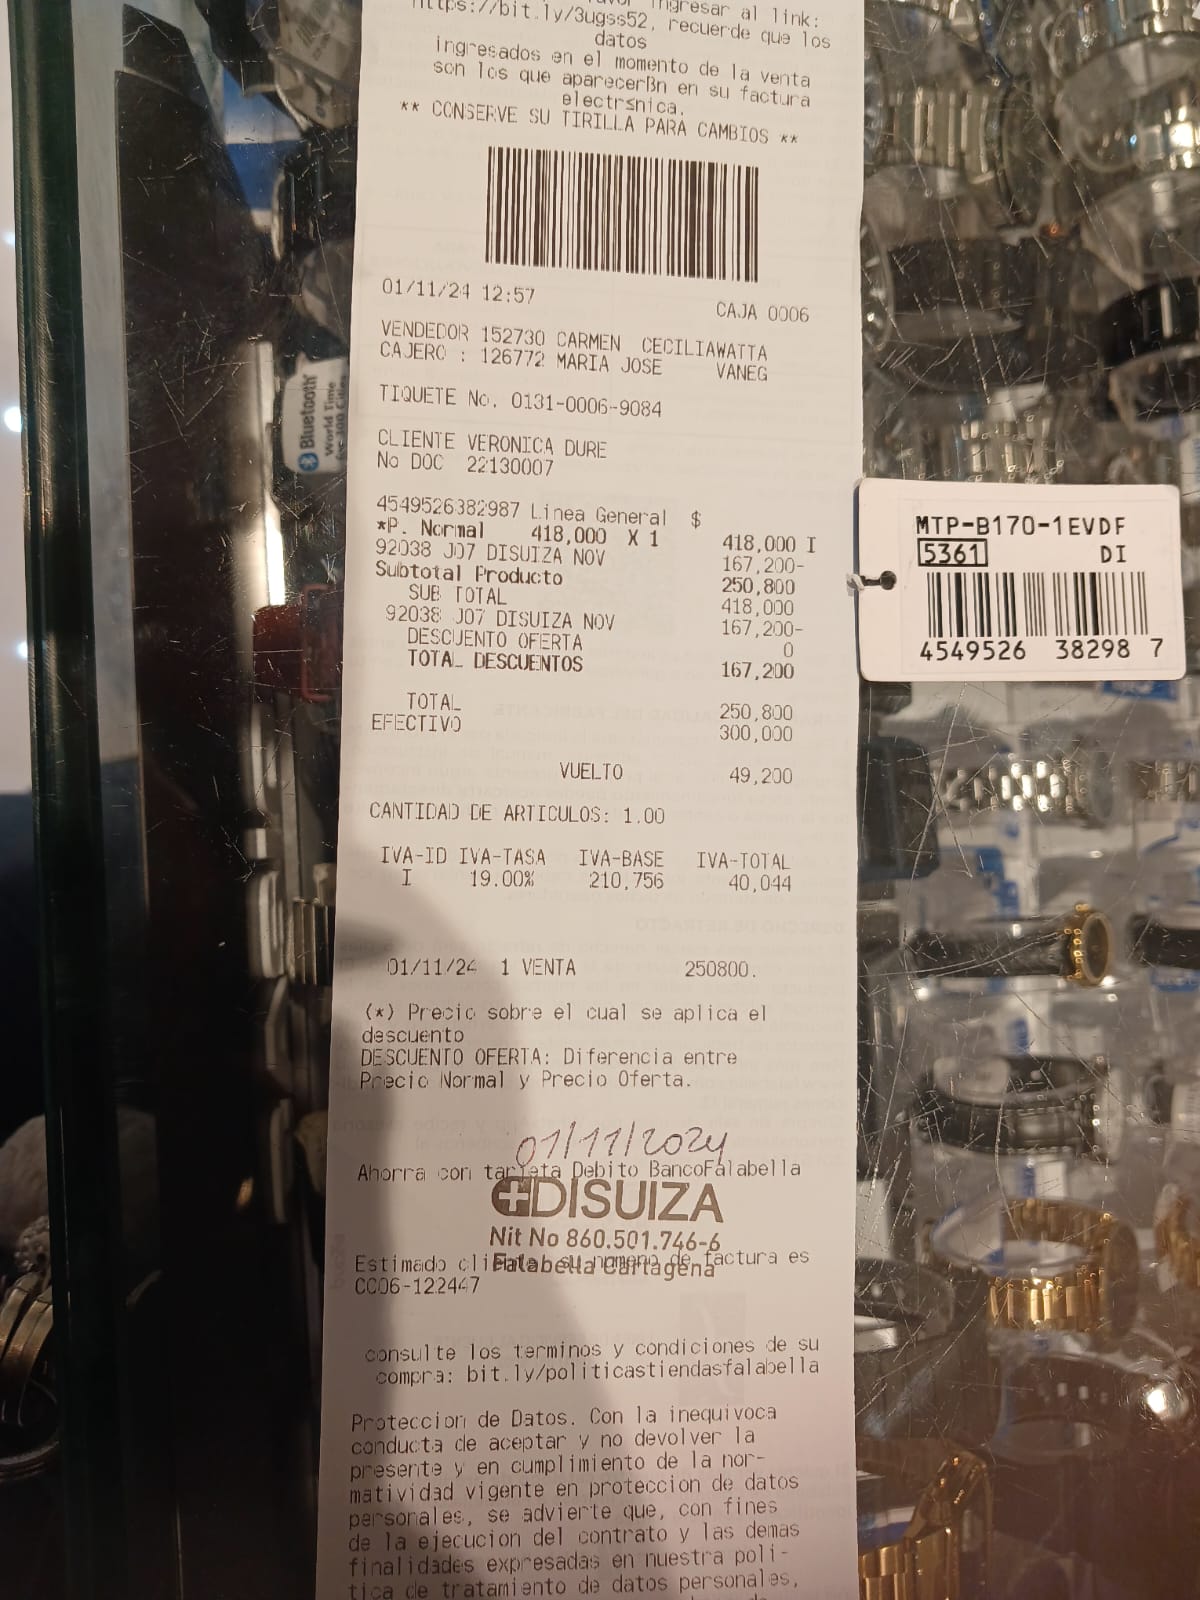 ingresar al link:
https://bit.ly/3ugss52, recuerde que los
datos
ingresados en el momento de la venta
son los que aparecerßn en su factura
electr≤nica.
** CONSERVE SU TIRILLA PARA CAMBIOS **
01/11/24 12:57 CAJA 0006
VENDEDOR 152730 CARMEN CECILIAWATTA
CAJERO : 126772 MARIA JOSE VANEG
TIQUETE No. 0131-0006-9084
CLIENTE VERONICA DURE
No DOC 22130007
4549526382987 Linea General $
*P. Normal 418,000 X 1 418,000 I
92038 J07 DISUIZA NOV 167,200-
Subtotal Producto 250,800
SUB TOTAL 418,000
92038 J07 DISUIZA NOV 167,200-
DESCUENTO OFERTA 0
TOTAL DESCUENTOS 167,200
TOTAL 250,800
EFECTIVO 300,000
VUELTO 49,200
CANTIDAD DE ARTICULOS: 1.00
IVA-ID IVA-TASA IVA-BASE IVA-TOTAL
I 19.00% 210,756 40,044
01/11/24 1 VENTA 250800.
(*) Precio sobre el cual se aplica el
descuento
DESCUENTO OFERTA: Diferencia entre
Precio Normal y Precio Oferta.
01/11/2024
Ahorra con tarjeta Debito BancoFalabella
DISUIZA
Nit No 860.501.746-6
Falabella Cartagena
Estimado cliente su numero de factura es
CC06-122447
consulte los terminos y condiciones de su
compra: bit.ly/politicastiendasfalabella
Proteccion de Datos. Con la inequivoca
conducta de aceptar y no devolver la
presente y en cumplimiento de la nor-
matividad vigente en proteccion de datos
personales, se advierte que, con fines
de la ejecucion del contrato y las demas
finalidades expresadas en nuestra poli-
tica de tratamiento de datos personales,
MTP-B170-1EVDF
5361 DI
4549526 38298 7
Bluetooth
World Time
for 300 Cities